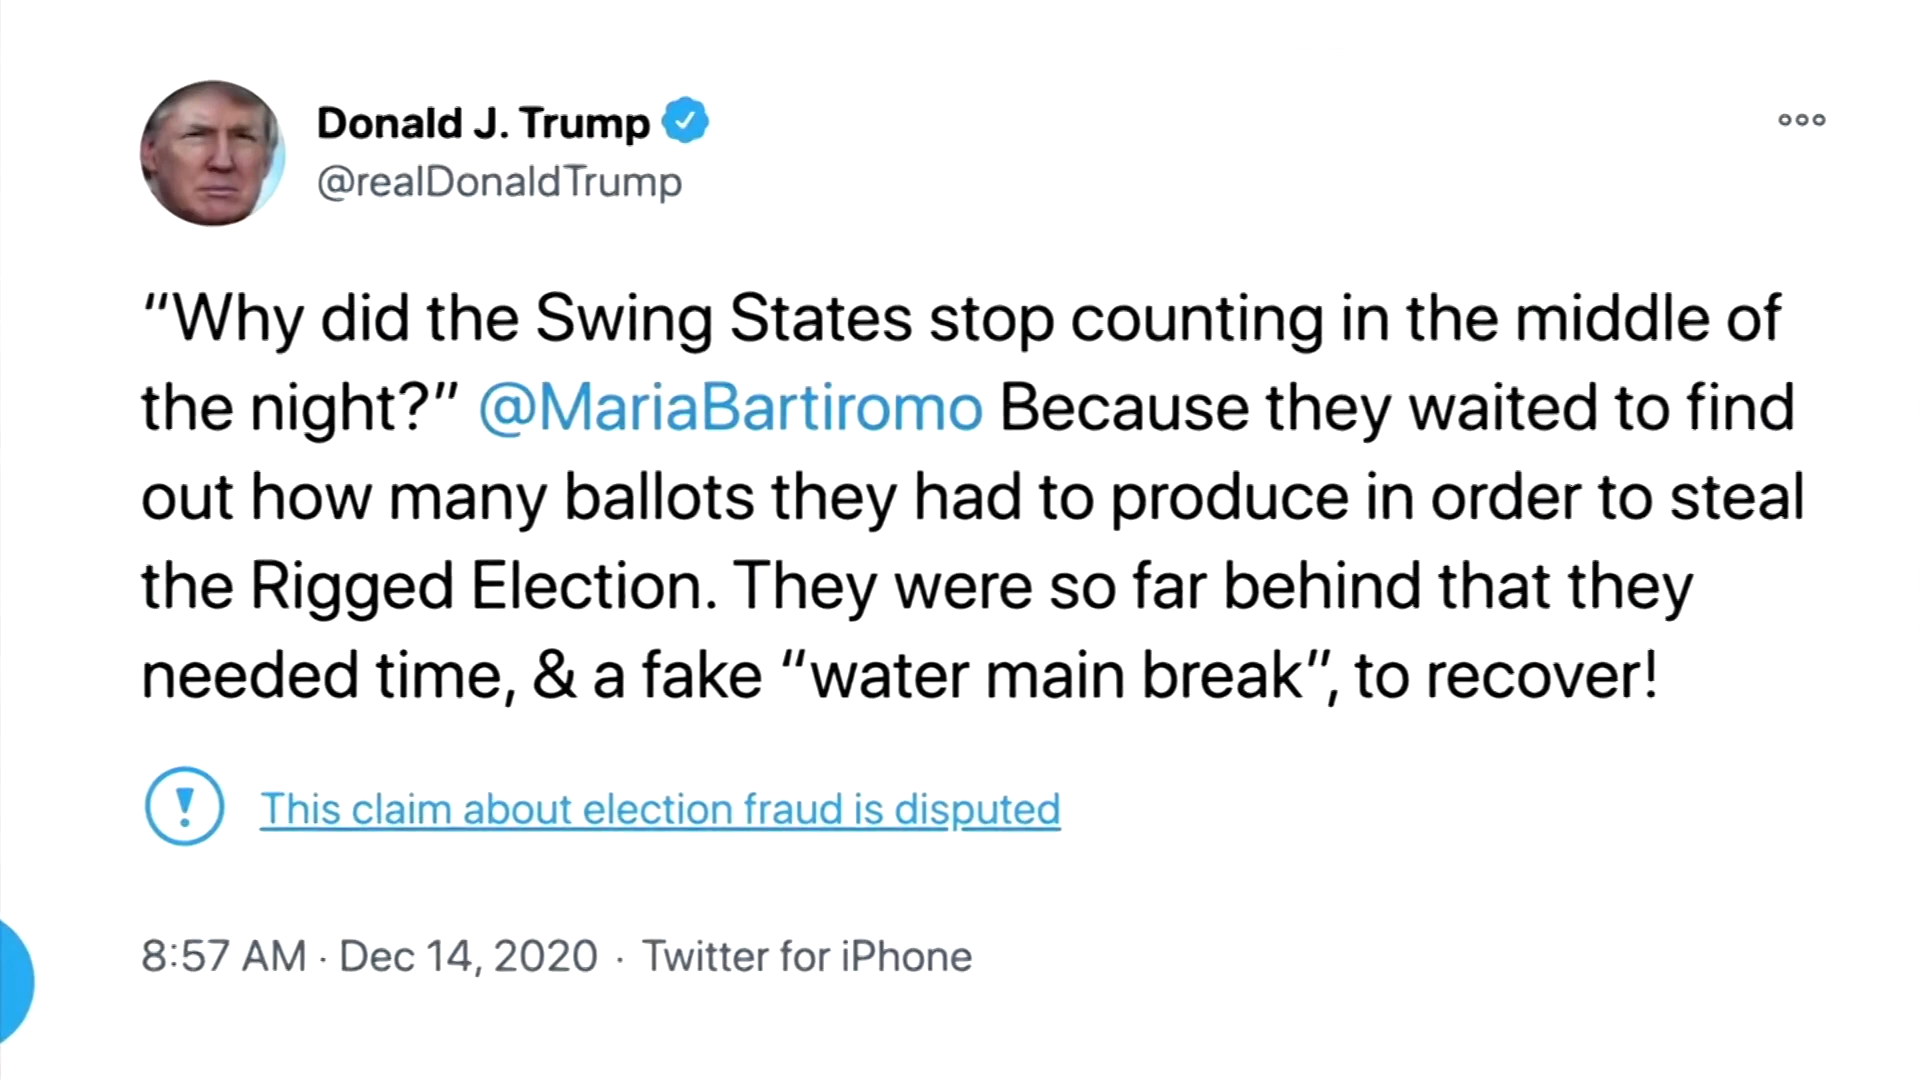 Donald J. Trump
@realDonaldTrump
“Why did the Swing States stop counting in the middle of
the night?” @MariaBartiromo Because they waited to find
out how many ballots they had to produce in order to steal
the Rigged Election. They were so far behind that they
needed time, & a fake “water main break”, to recover!
This claim about election fraud is disputed
8:57 AM · Dec 14, 2020 · Twitter for iPhone